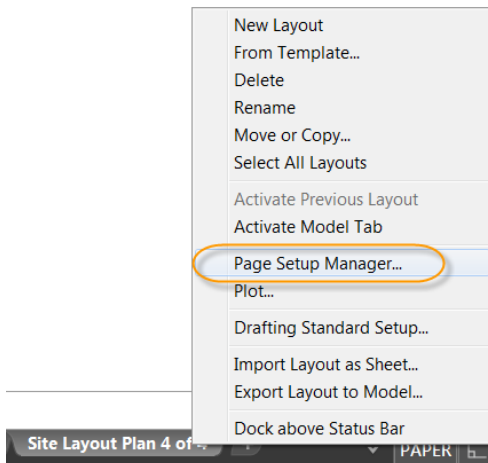 New Layout
From Template...
Delete
Rename
Move or Copy...
Select All Layouts
Activate Previous Layout
Activate Model Tab
Page Setup Manager...
Plot...
Drafting Standard Setup...
Import Layout as Sheet...
Export Layout to Model...
Dock above Status Bar
Site Layout Plan 4 of
PAPER